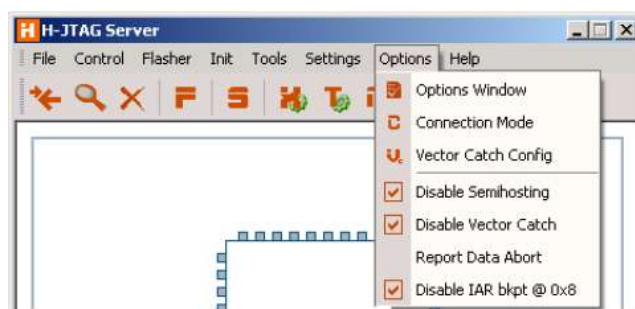 H-JTAG Server
File Control Flasher Init Tools Settings Options Help
Options Window
Connection Mode
Vector Catch Config
Disable Semihosting
Disable Vector Catch
Report Data Abort
Disable IAR bkpt @ 0x8